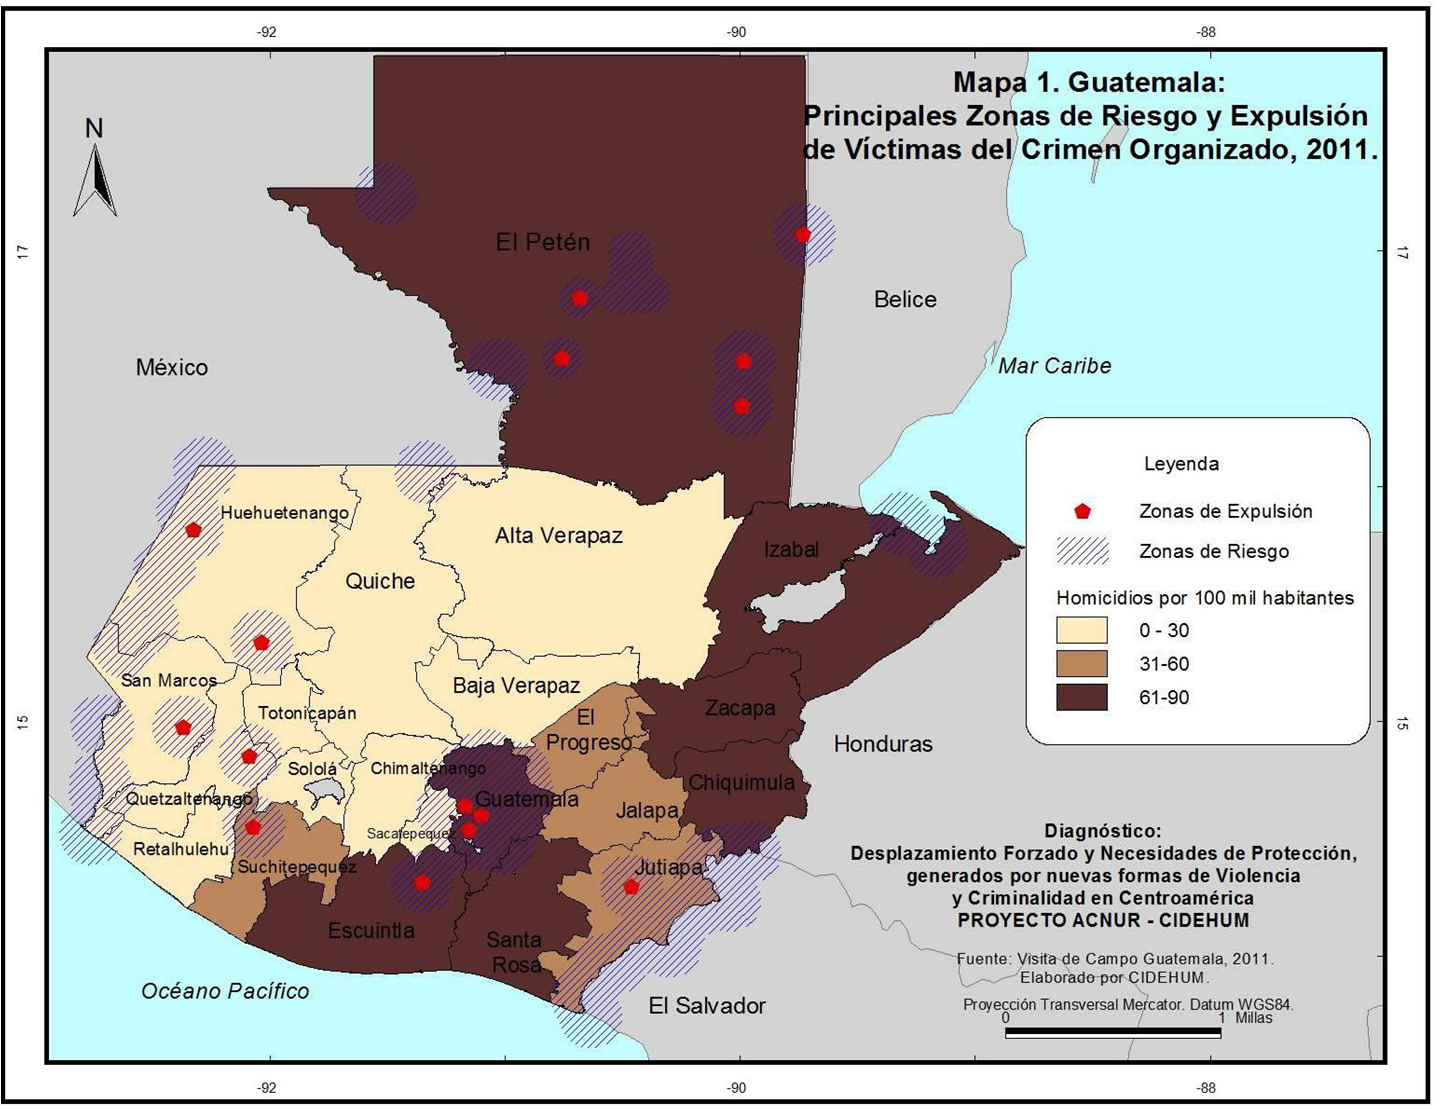 -92
-90
-88
Mapa 1. Guatemala:
Principales Zonas de Riesgo y Expulsión
de Víctimas del Crimen Organizado, 2011.
N
17
17
El Petén
Belice
México
Mar Caribe
Leyenda
Zonas de Expulsión
Zonas de Riesgo
Homicidios por 100 mil habitantes
0 - 30
31-60
61-90
Huehuetenango
Alta Verapaz
Izabal
Quiche
San Marcos
Baja Verapaz
Totonicapán
Zacapa
El
Progreso
15
15
Honduras
Sololá
Chimaltenango
Chiquimula
Quetzaltenango
Guatemala
Jalapa
Sacatepequez
Retalhulehu
Suchitepequez
Jutiapa
Escuintla
Santa
Rosa
Océano Pacífico
El Salvador
Diagnóstico:
Desplazamiento Forzado y Necesidades de Protección,
generados por nuevas formas de Violencia
y Criminalidad en Centroamérica
PROYECTO ACNUR - CIDEHUM
Fuente: Visita de Campo Guatemala, 2011.
Elaborado por CIDEHUM.
Proyección Transversal Mercator. Datum WGS84.
0 1 Millas
-92
-90
-88